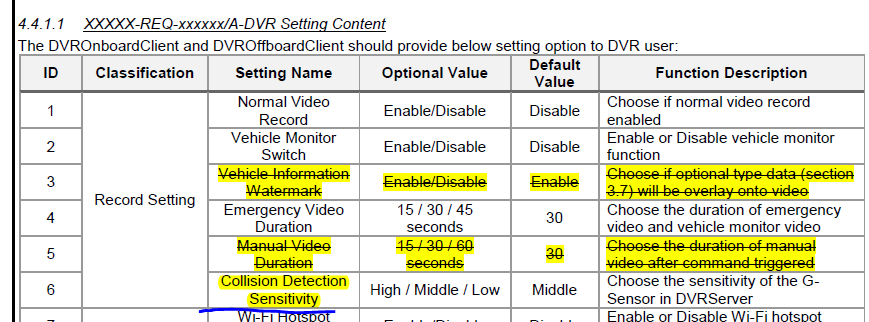 4.4.1.1 XXXXX-REQ-xxxxxx/A-DVR Setting Content
The DVROnboardClient and DVROffboardClient should provide below setting option to DVR user:
ID Classification Setting Name Optional Value Default Value Function Description
1 Normal Video Record Enable/Disable Disable Choose if normal video record enabled
2 Vehicle Monitor Switch Enable/Disable Disable Enable or Disable vehicle monitor function
3 Vehicle Information Watermark Enable/Disable Enable Choose if optional type data (section 3.7) will be overlay onto video
Record Setting
4 Emergency Video Duration 15 / 30 / 45 seconds 30 Choose the duration of emergency video and vehicle monitor video
5 Manual Video Duration 15 / 30 / 60 seconds 30 Choose the duration of manual video after command triggered
6 Collision Detection Sensitivity High / Middle / Low Middle Choose the sensitivity of the G-Sensor in DVRServer
Wi-Fi Hotspot Enable or Disable Wi-Fi hotspot